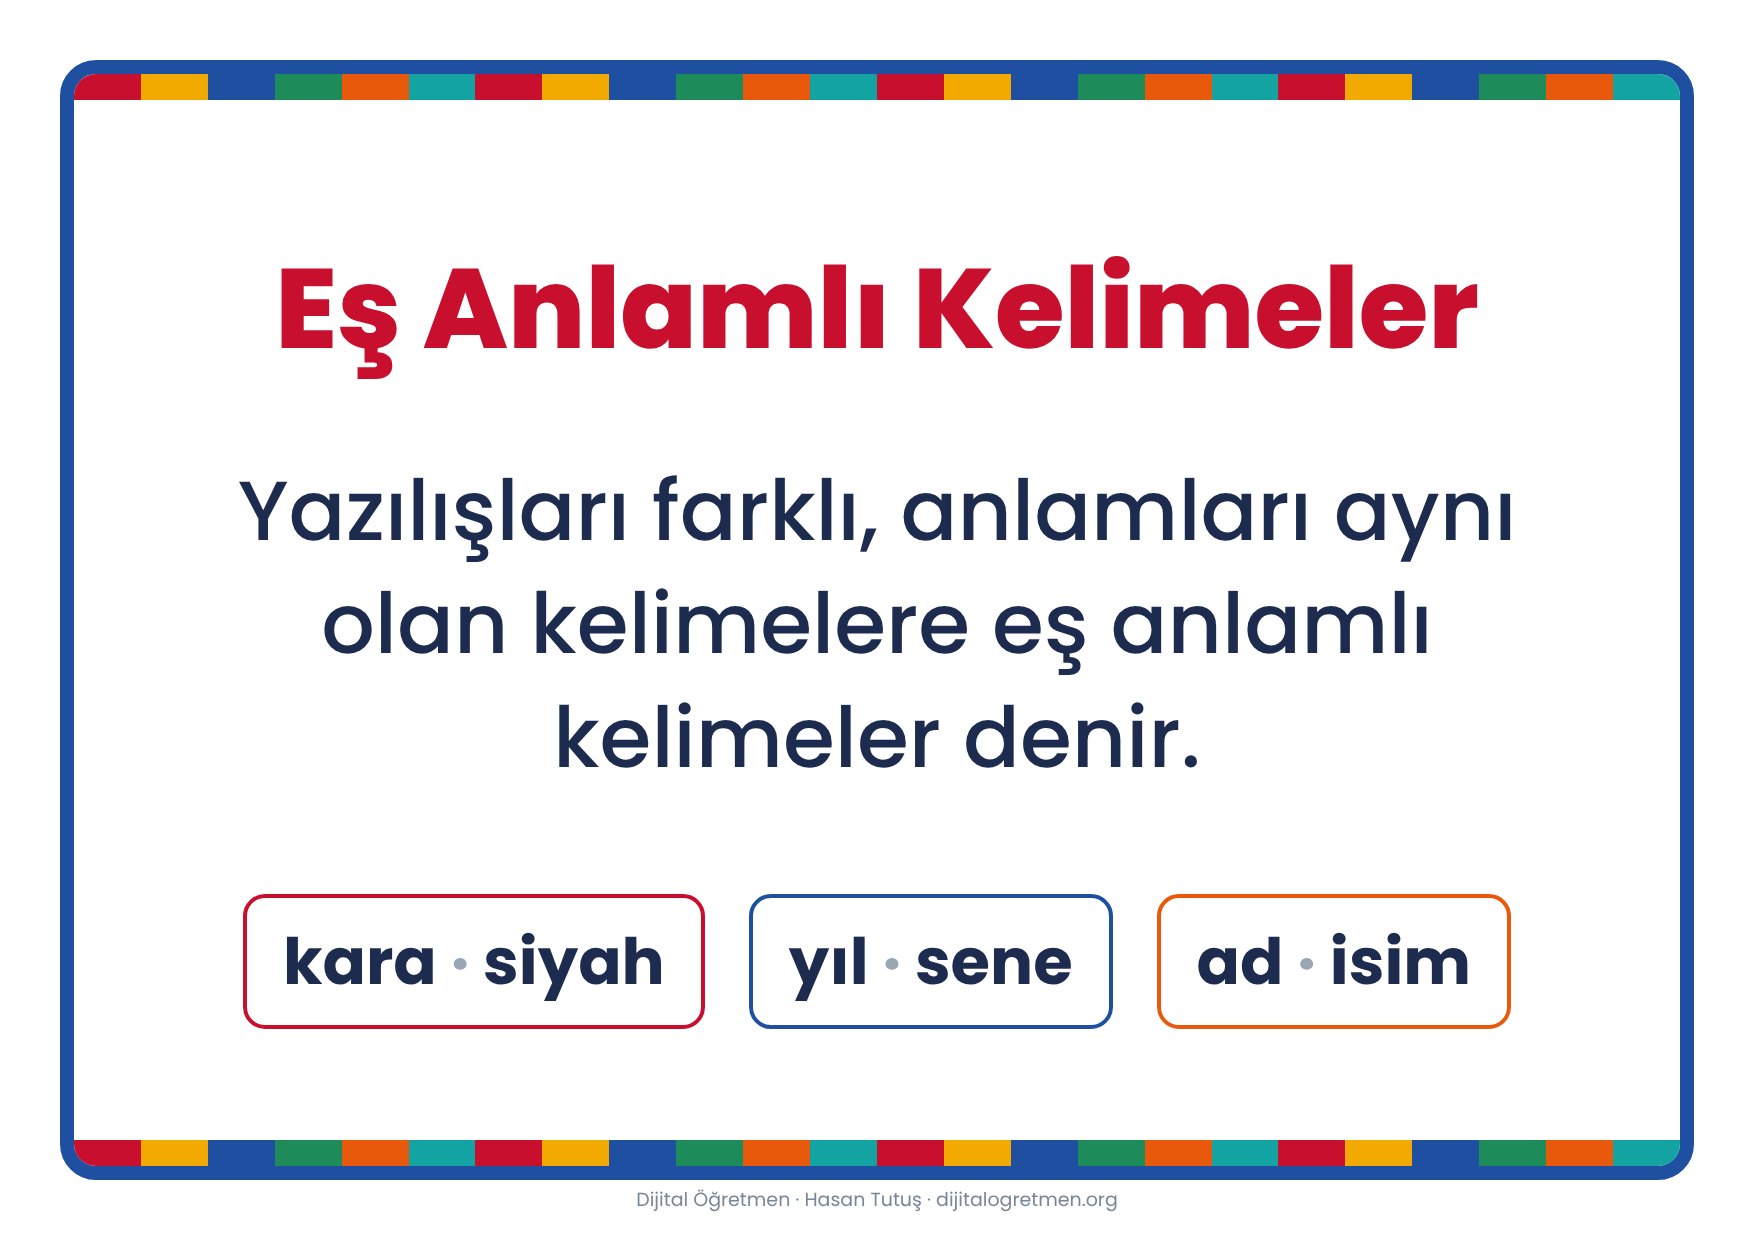 Eş Anlamlı Kelimeler
Yazılışları farklı, anlamları aynı
olan kelimelere eş anlamlı
kelimeler denir.
kara · siyah
yıl · sene
ad · isim
Dijital Öğretmen · Hasan Tutuş · dijitalogretmen.org